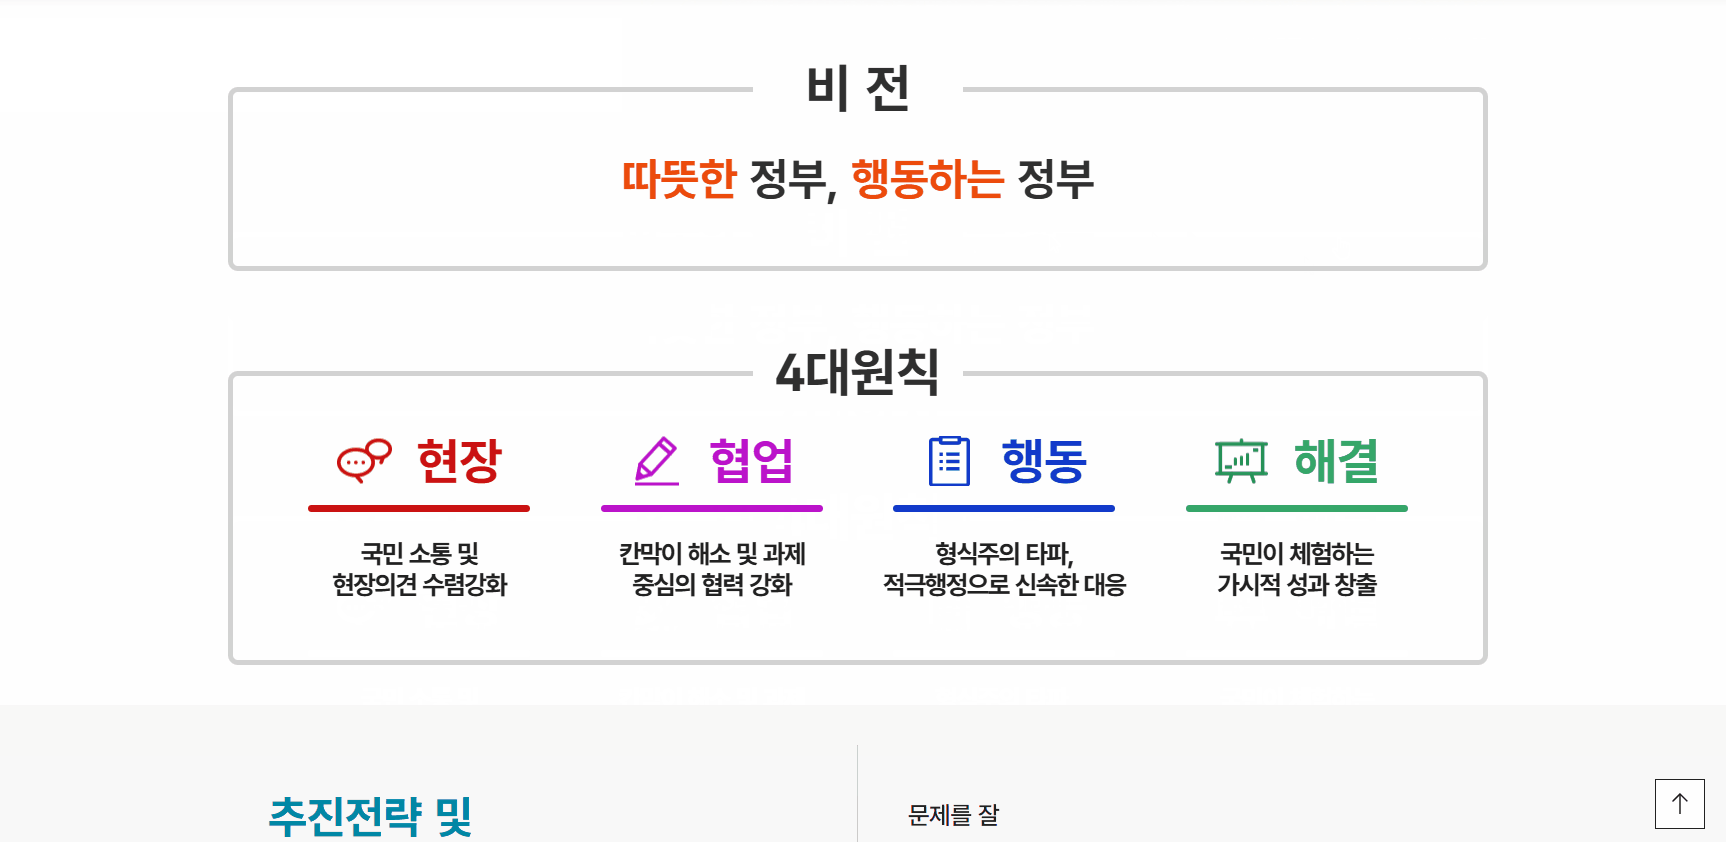 비 전
따뜻한 정부, 행동하는 정부
4대원칙
현장
국민 소통 및
현장의견 수렴강화
협업
칸막이 해소 및 과제
중심의 협력 강화
행동
형식주의 타파,
적극행정으로 신속한 대응
해결
국민이 체험하는
가시적 성과 창출
추진전략 및
문제를 잘